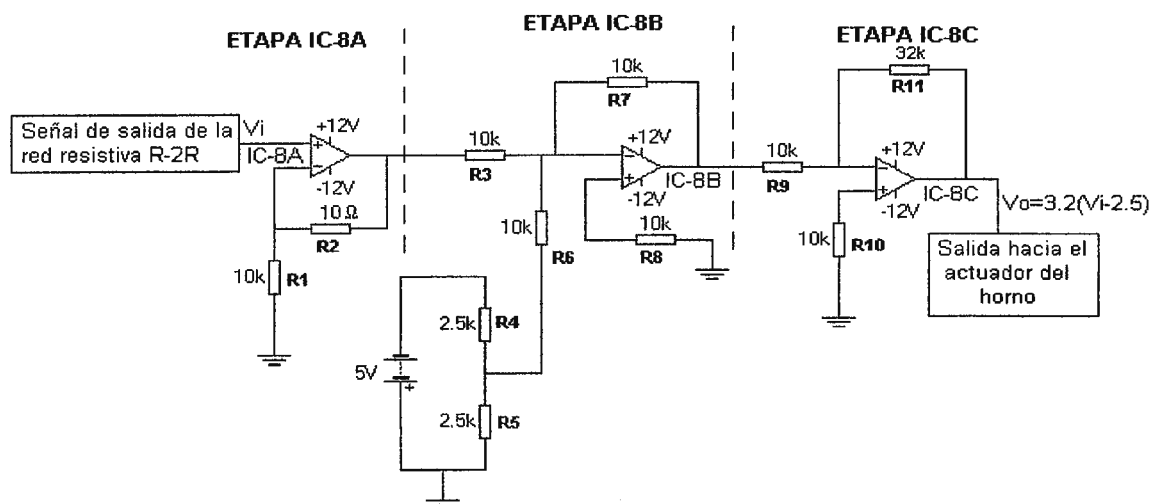 ETAPA IC-8A
ETAPA IC-8B
ETAPA IC-8C
Señal de salida de la
red resistiva R-2R
Vi
IC-8A
+12V
-12V
10 Ω
R2
10k
R1
10k
R3
10k
R7
+12V
-12V
IC-8B
10k
R6
10k
R8
2.5k
R4
5V
+
2.5k
R5
10k
R9
32k
R11
+12V
-12V
IC-8C
10k
R10
Vo=3.2(Vi-2.5)
Salida hacia el
actuador del
horno